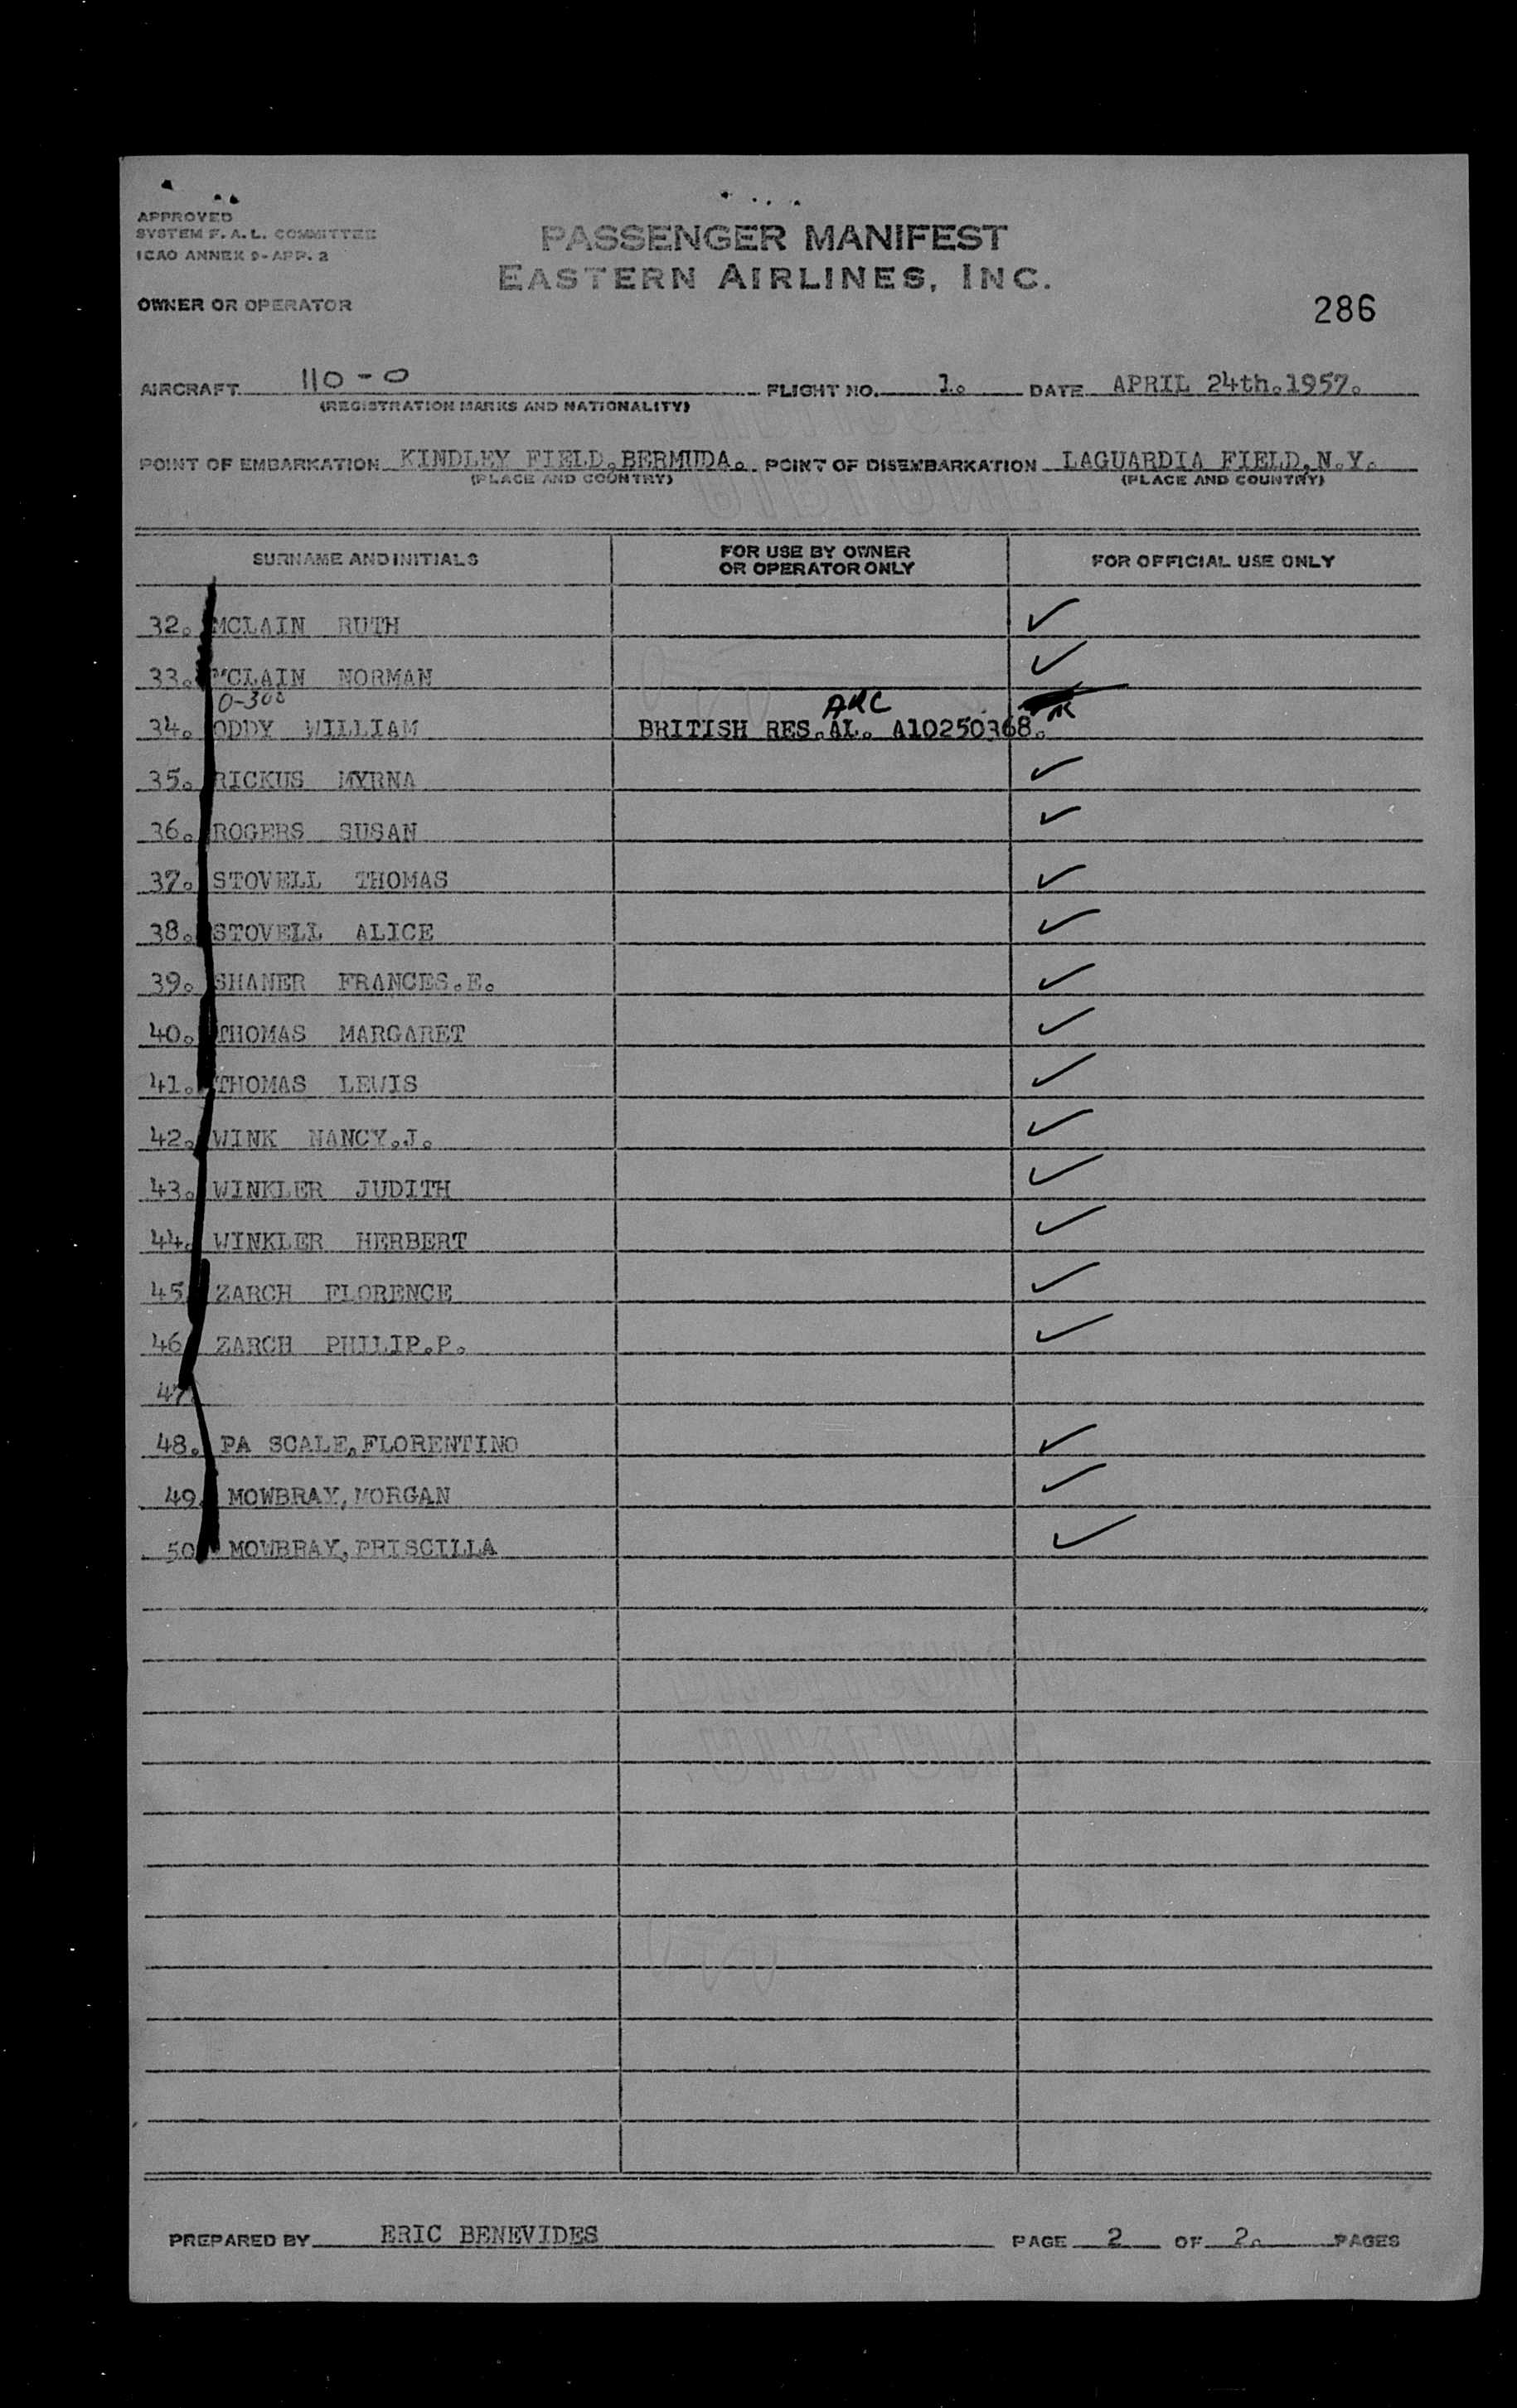 APPROVED
SYSTEM F. A. L. COMMITTEE
ICAO ANNEX 9-APP. 2
PASSENGER MANIFEST
EASTERN AIRLINES, INC.
OWNER OR OPERATOR
286
AIRCRAFT 110-0 FLIGHT NO. 1. DATE APRIL 24th.1957.
(REGISTRATION MARKS AND NATIONALITY)
POINT OF EMBARKATION KINDLEY FIELD, BERMUDA. POINT OF DISEMBARKATION LAGUARDIA FIELD, N.Y.
(PLACE AND COUNTRY) (PLACE AND COUNTRY)
SURNAME AND INITIALS FOR USE BY OWNER OR OPERATOR ONLY FOR OFFICIAL USE ONLY
32. MCLAIN RUTH ✓
33. MCLAIN NORMAN ✓
0-300 ARC
34. ODDY WILLIAM BRITISH RES.AL. A10250368.
35. RICKUS MYRNA ✓
36. ROGERS SUSAN ✓
37. STOVELL THOMAS ✓
38. STOVELL ALICE ✓
39. SHANER FRANCES.E. ✓
40. THOMAS MARGARET ✓
41. THOMAS LEWIS ✓
42. WINK NANCY.J. ✓
43. WINKLER JUDITH ✓
44. WINKLER HERBERT ✓
45 ZARCH FLORENCE ✓
46 ZARCH PHILIP.P. ✓
47
48. PA SCALE, FLORENTINO ✓
49. MOWBRAY, MORGAN ✓
50 MOWBRAY, PRISCILLA ✓
PREPARED BY ERIC BENEVIDES PAGE 2 OF 2. PAGES